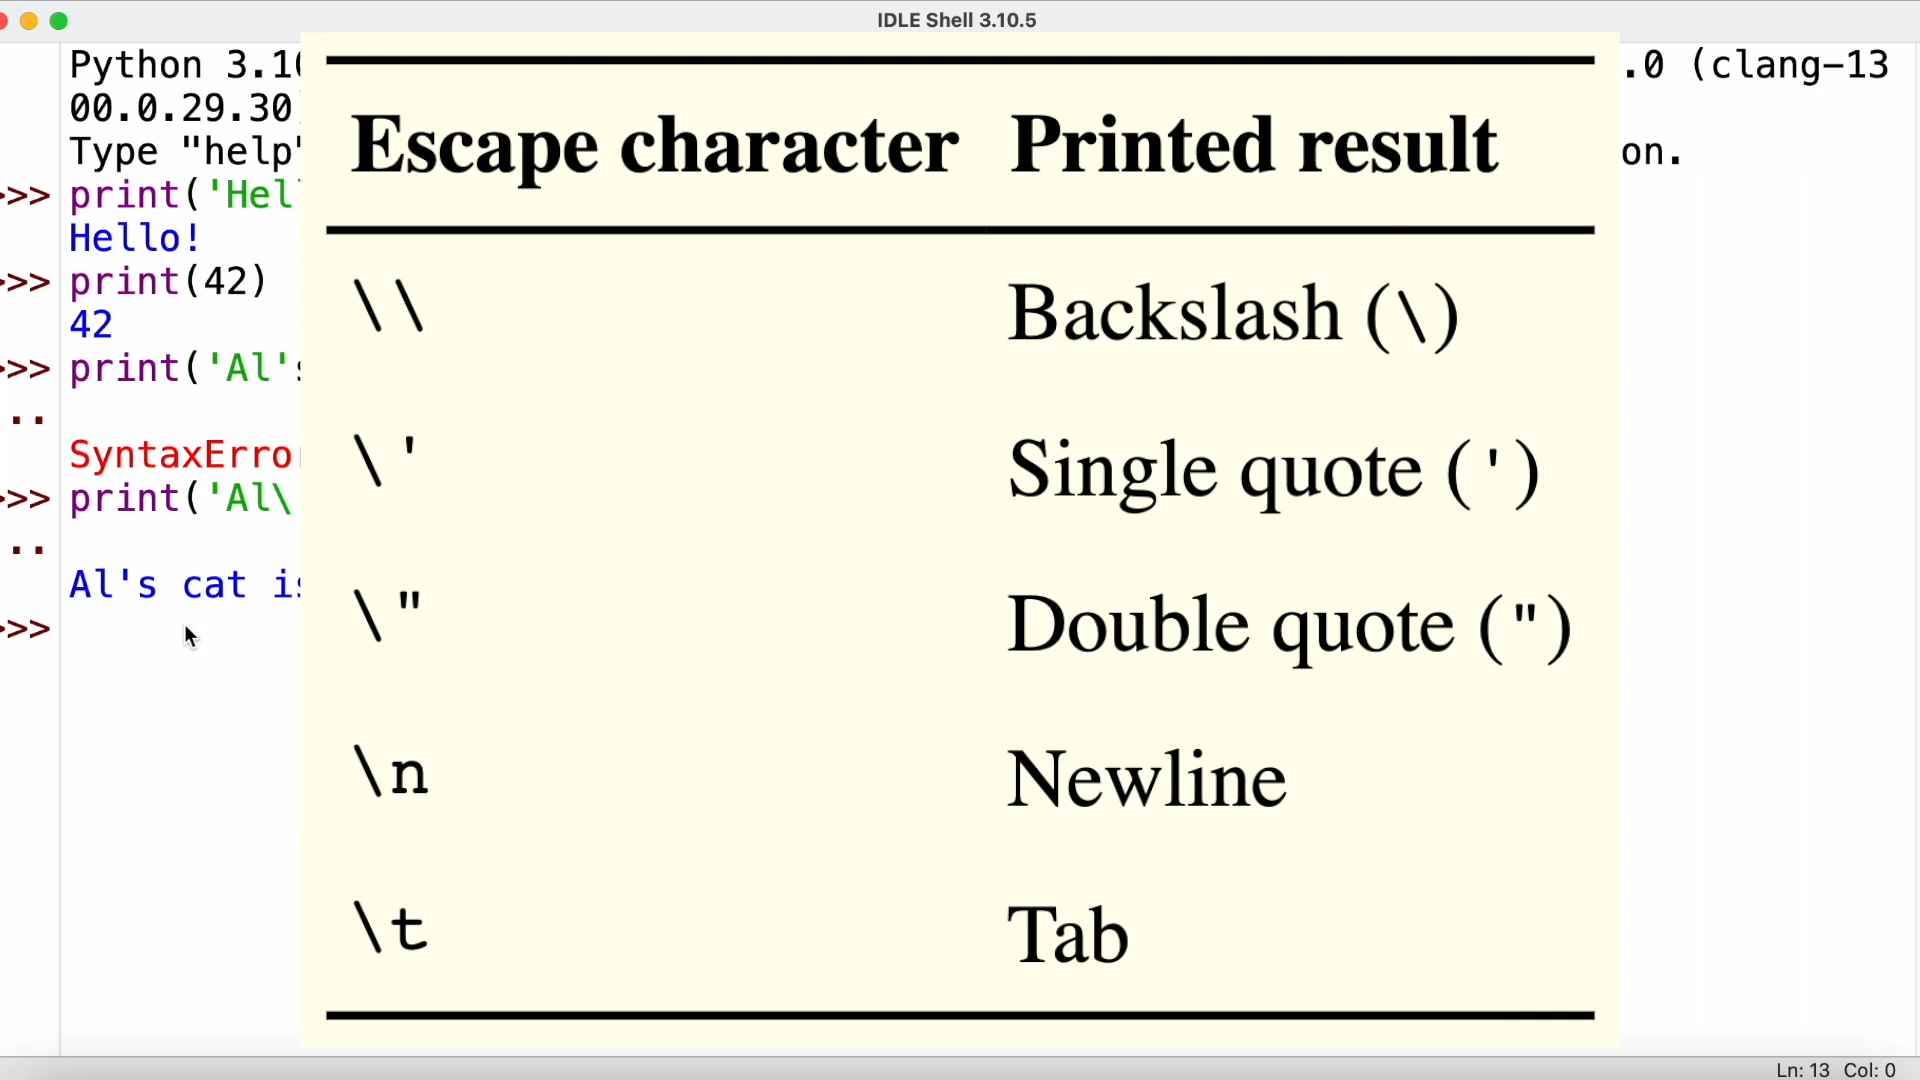 IDLE Shell 3.10.5
Python 3.1
.0 (clang-13
00.0.29.30
Type "help"
on.
>>> print('Hel
Hello!
>>> print(42)
42
>>> print('Al's
..
SyntaxErro
>>> print('Al\
..
Al's cat is
>>>
Escape character Printed result
\\ Backslash (\)
\' Single quote (')
\" Double quote (")
\n Newline
\t Tab
Ln: 13 Col: 0